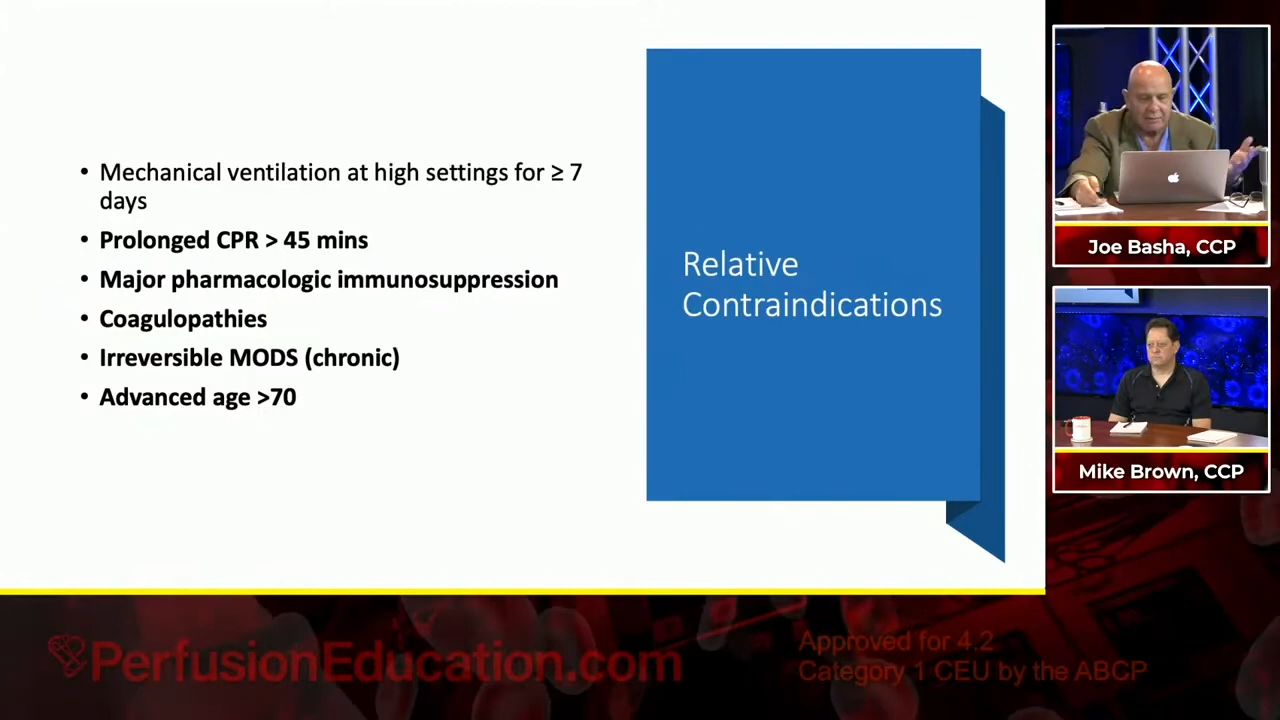 • Mechanical ventilation at high settings for ≥ 7
days
• Prolonged CPR > 45 mins
• Major pharmacologic immunosuppression
• Coagulopathies
• Irreversible MODS (chronic)
• Advanced age >70
Relative
Contraindications
Joe Basha, CCP
Mike Brown, CCP
PerfusionEducation.com
Approved for 4.2
Category 1 CEU by the ABCP